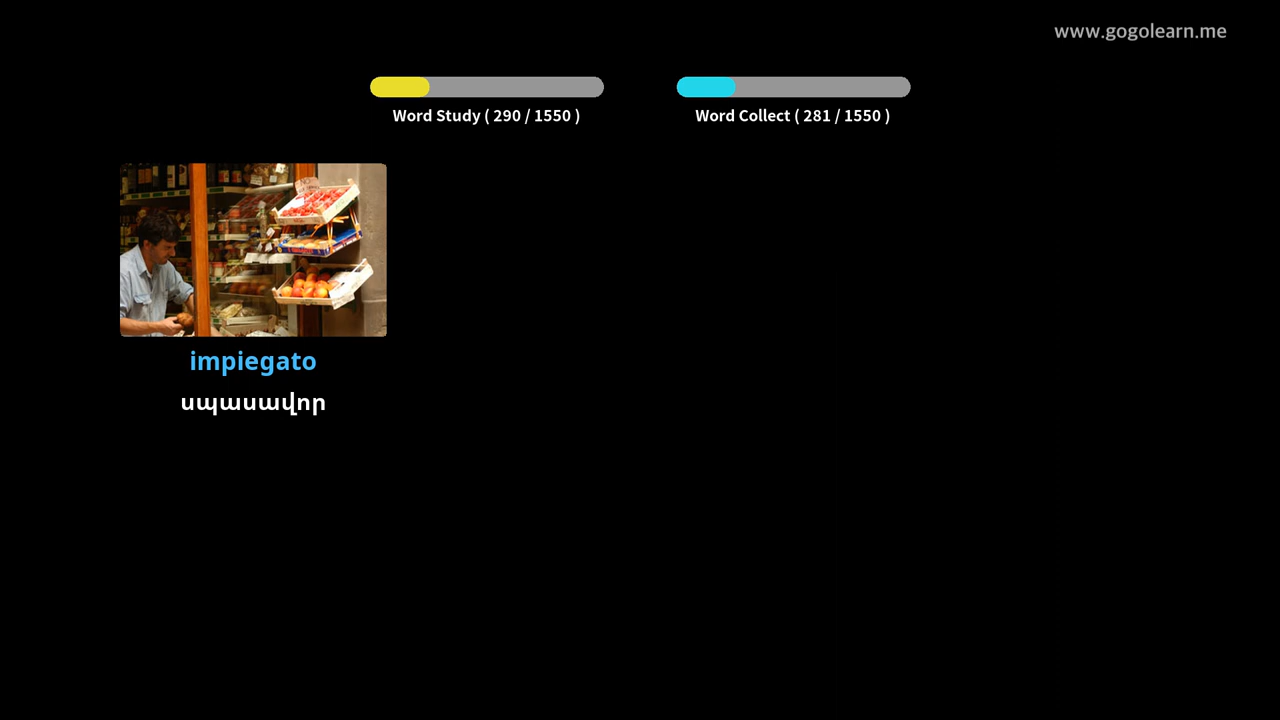 www.gogolearn.me
Word Study ( 290 / 1550 )
Word Collect ( 281 / 1550 )
impiegato
սպասավոր